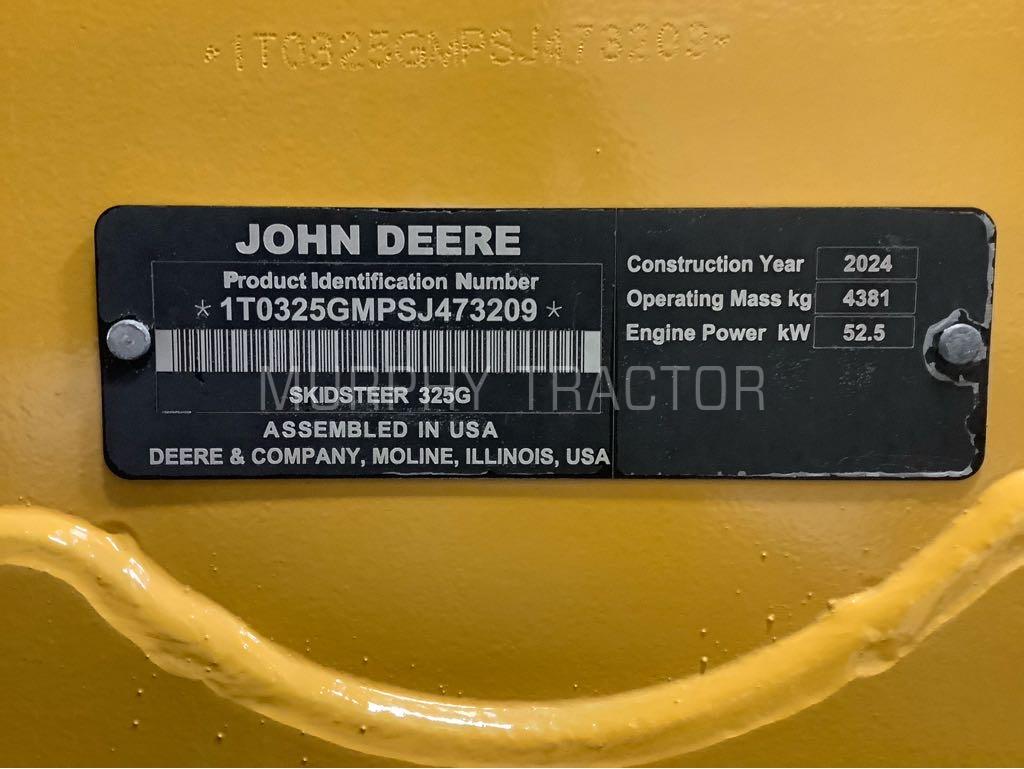 *1T0325GMPSJ473209*
JOHN DEERE
Product Identification Number
* 1T0325GMPSJ473209 *
SKIDSTEER 325G
ASSEMBLED IN USA
DEERE & COMPANY, MOLINE, ILLINOIS, USA
Construction Year 2024
Operating Mass kg 4381
Engine Power kW 52.5
MURPHY TRACTOR